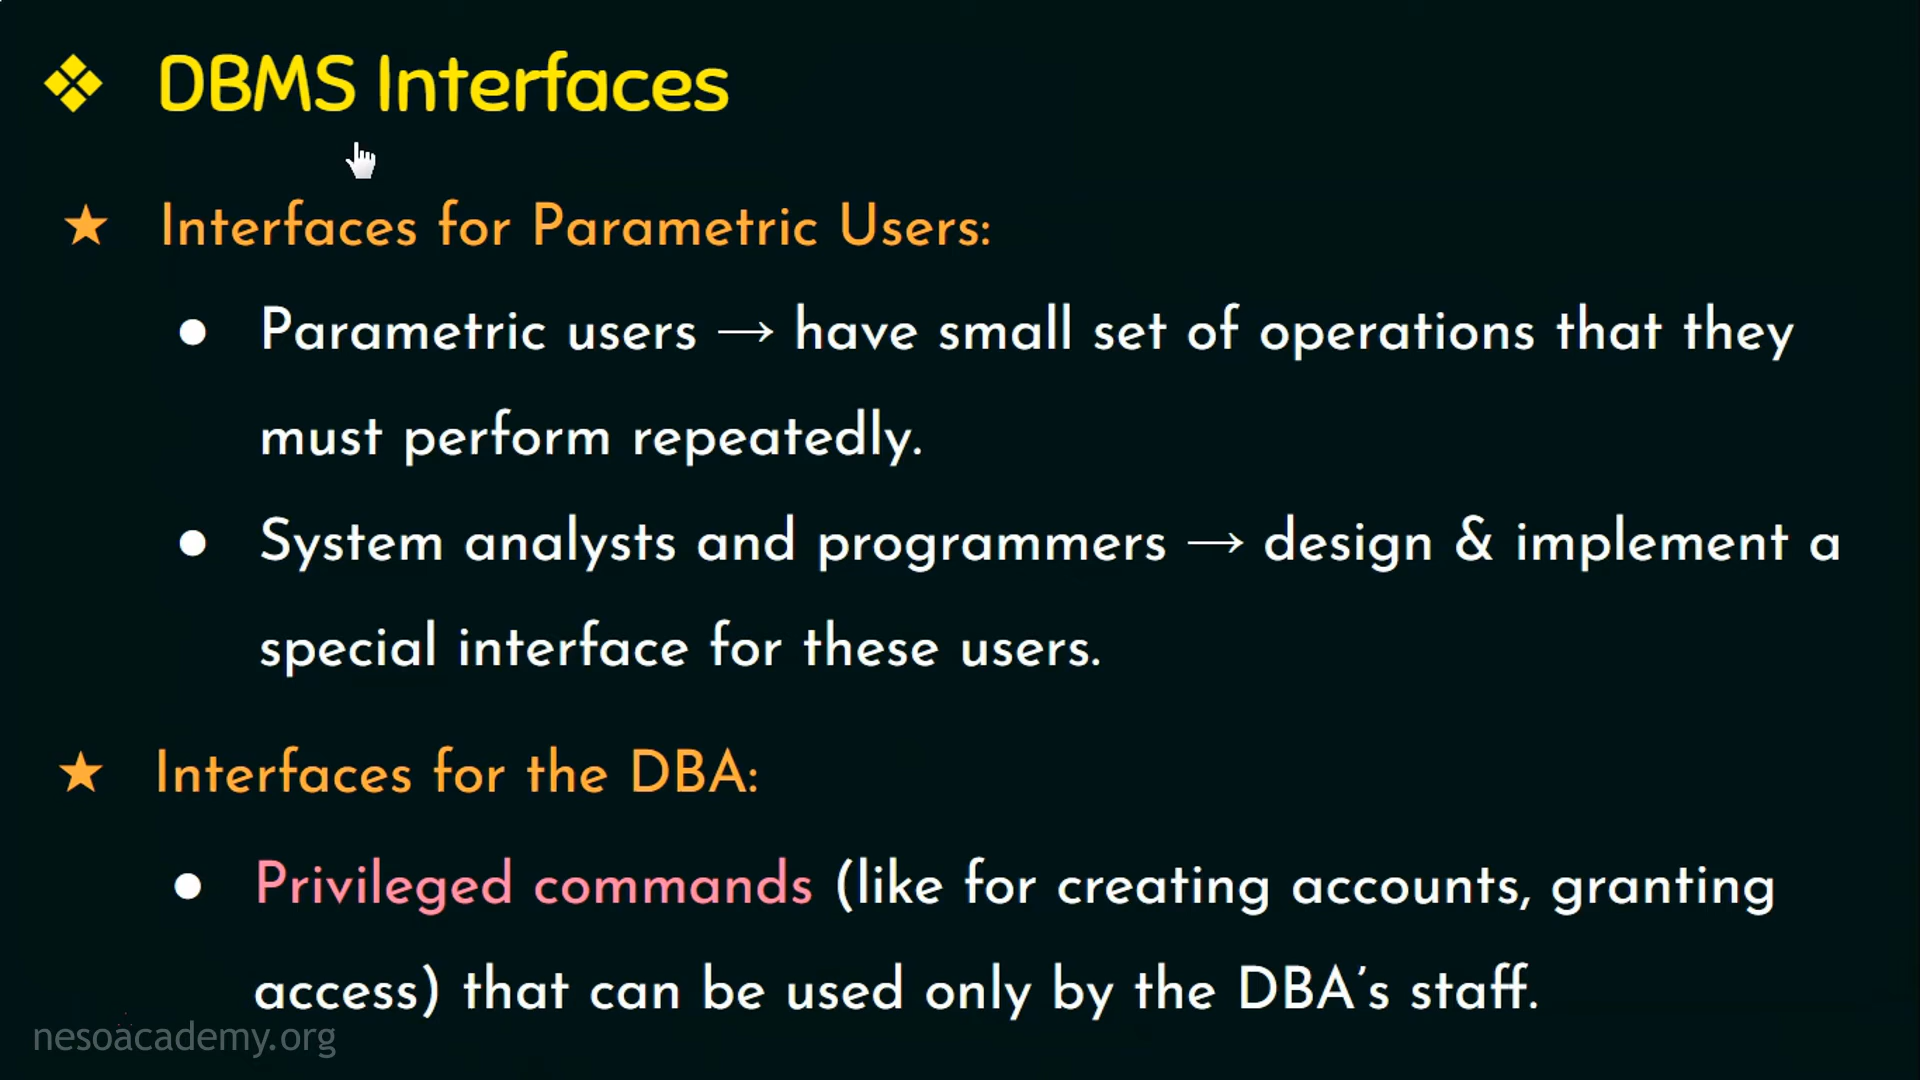 ❖ DBMS Interfaces
★ Interfaces for Parametric Users:
● Parametric users → have small set of operations that they
must perform repeatedly.
● System analysts and programmers → design & implement a
special interface for these users.
★ Interfaces for the DBA:
● Privileged commands (like for creating accounts, granting
access) that can be used only by the DBA's staff.
nesoacademy.org